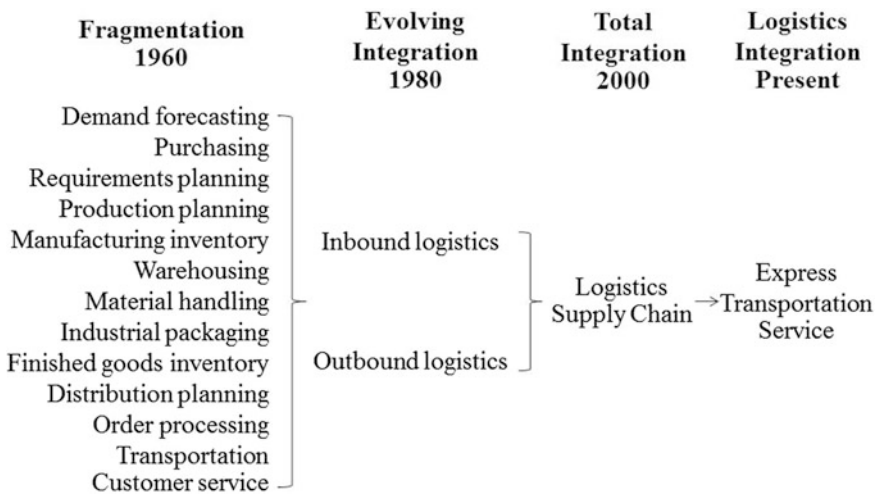 Fragmentation
1960
Evolving
Integration
1980
Total
Integration
2000
Logistics
Integration
Present
Demand forecasting
Purchasing
Requirements planning
Production planning
Manufacturing inventory
Warehousing
Material handling
Industrial packaging
Finished goods inventory
Distribution planning
Order processing
Transportation
Customer service
Inbound logistics
Outbound logistics
Logistics
Supply Chain
Express
Transportation
Service